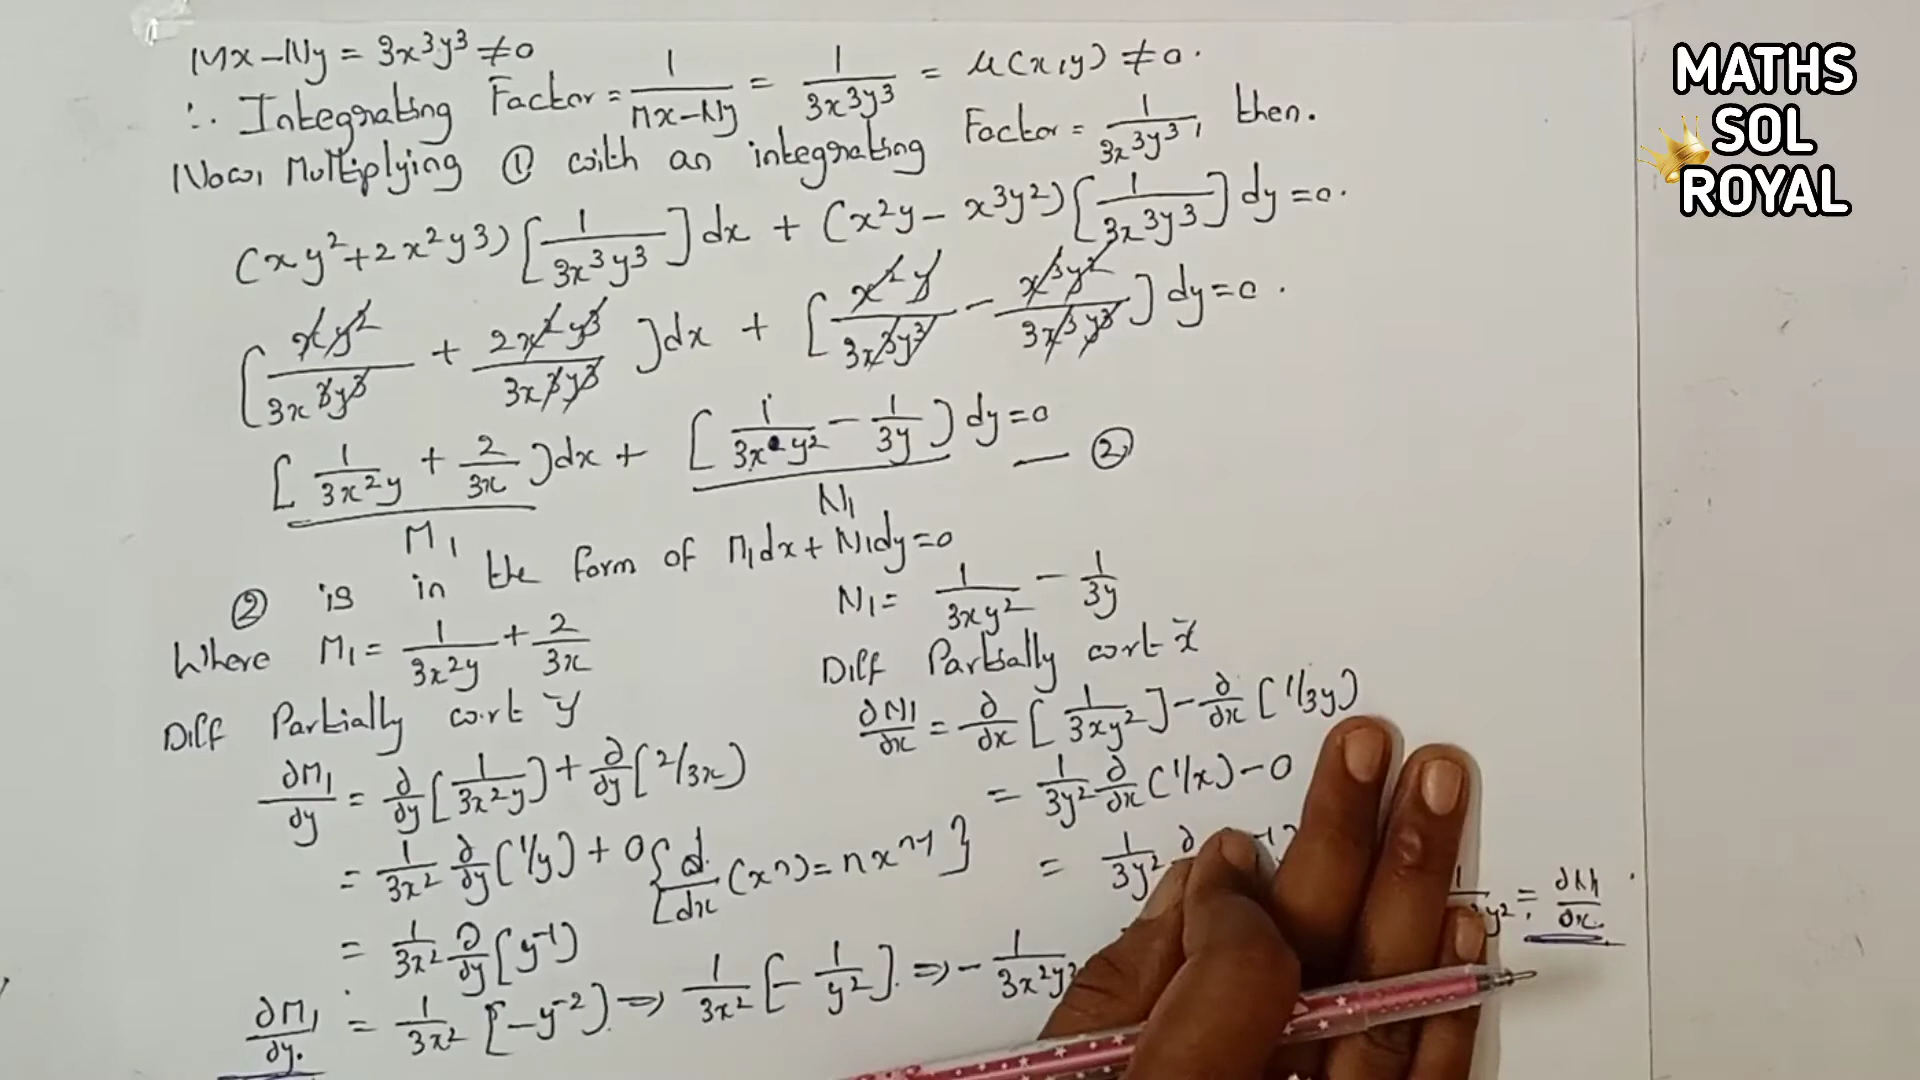 Mx-Ny = 3x³y³ ≠ 0
∴ Integrating Factor = 1/(Mx-Ny) = 1/(3x³y³) = μ(x,y) ≠ 0.
Now, Multiplying ① with an integrating Factor = 1/(3x³y³), then.
(xy²+2x²y³)[1/(3x³y³)]dx + (x²y - x³y²)[1/(3x³y³)]dy = 0.
[xy²/(3x³y³) + 2x²y³/(3x³y³)]dx + [x²y/(3x³y³) - x³y²/(3x³y³)]dy = 0.
[1/(3x²y) + 2/(3x)]dx + [1/(3x y²) - 1/(3y)]dy = 0 — ②
M₁ N₁
② is in the form of M₁dx + N₁dy = 0
Where M₁ = 1/(3x²y) + 2/(3x)
Diff Partially w.r.t y
∂M₁/∂y = ∂/∂y[1/(3x²y)] + ∂/∂y[2/3x]
= 1/(3x²) ∂/∂y(1/y) + 0 {d/dx(xⁿ) = nxⁿ⁻¹}
= 1/(3x²) ∂/∂y[y⁻¹)
∂M₁/∂y. = 1/(3x²)[-y⁻²) ⇒ 1/(3x²)[-1/y²]. ⇒ -1/(3x²y²
N₁ = 1/(3xy²) - 1/(3y)
Diff Partially w.r.t x
∂N₁/∂x = ∂/∂x[1/(3xy²)] - ∂/∂x[1/3y)
= 1/(3y²) ∂/∂x(1/x) - 0
= 1/(3y²) ∂
y² = ∂N₁/∂x.
MATHS
SOL
ROYAL